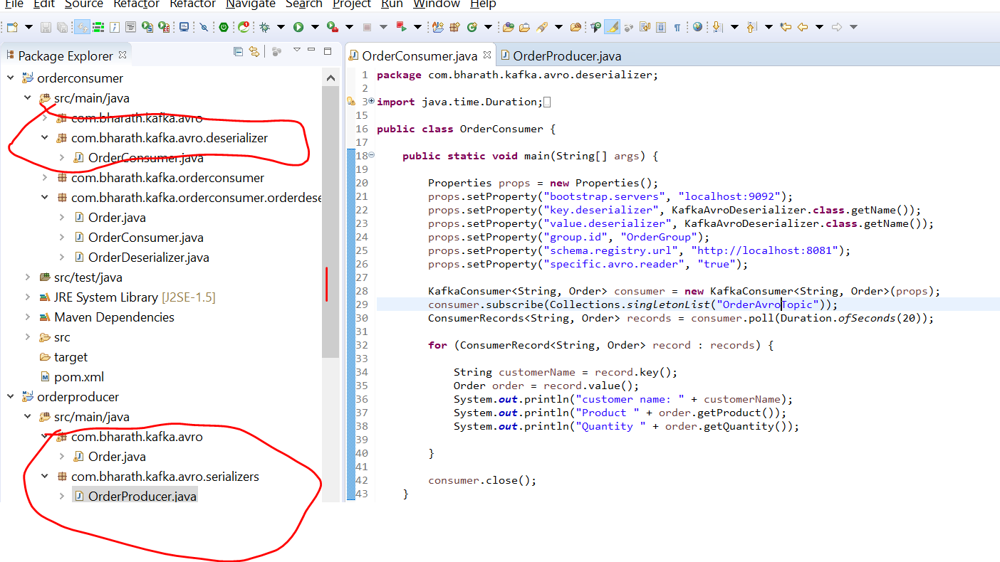 File Edit Source Refactor Refactor Navigate Search Project Run Window Help
Package Explorer
orderconsumer
src/main/java
com.bharath.kafka.avro
com.bharath.kafka.avro.deserializer
OrderConsumer.java
com.bharath.kafka.orderconsumer
com.bharath.kafka.orderconsumer.orderdese
Order.java
OrderConsumer.java
OrderDeserializer.java
src/test/java
JRE System Library [J2SE-1.5]
Maven Dependencies
src
target
pom.xml
orderproducer
src/main/java
com.bharath.kafka.avro
Order.java
com.bharath.kafka.avro.serializers
OrderProducer.java
OrderConsumer.java OrderProducer.java
1 package com.bharath.kafka.avro.deserializer;
2
3 import java.time.Duration;
15
16 public class OrderConsumer {
17
18 public static void main(String[] args) {
19
20 Properties props = new Properties();
21 props.setProperty("bootstrap.servers", "localhost:9092");
22 props.setProperty("key.deserializer", KafkaAvroDeserializer.class.getName());
23 props.setProperty("value.deserializer", KafkaAvroDeserializer.class.getName());
24 props.setProperty("group.id", "OrderGroup");
25 props.setProperty("schema.registry.url", "http://localhost:8081");
26 props.setProperty("specific.avro.reader", "true");
27
28 KafkaConsumer<String, Order> consumer = new KafkaConsumer<String, Order>(props);
29 consumer.subscribe(Collections.singletonList("OrderAvroTopic"));
30 ConsumerRecords<String, Order> records = consumer.poll(Duration.ofSeconds(20));
31
32 for (ConsumerRecord<String, Order> record : records) {
33
34 String customerName = record.key();
35 Order order = record.value();
36 System.out.println("customer name: " + customerName);
37 System.out.println("Product " + order.getProduct());
38 System.out.println("Quantity " + order.getQuantity());
39
40 }
41
42 consumer.close();
43 }